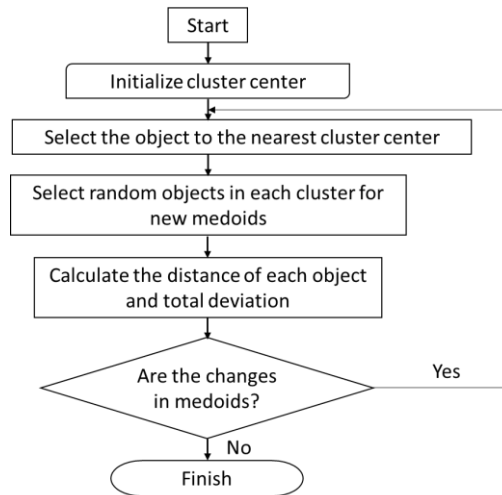 Start
Initialize cluster center
Select the object to the nearest cluster center
Select random objects in each cluster for
new medoids
Calculate the distance of each object
and total deviation
Are the changes
in medoids?
Yes
No
Finish